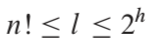 n! ≤ l ≤ 2^h